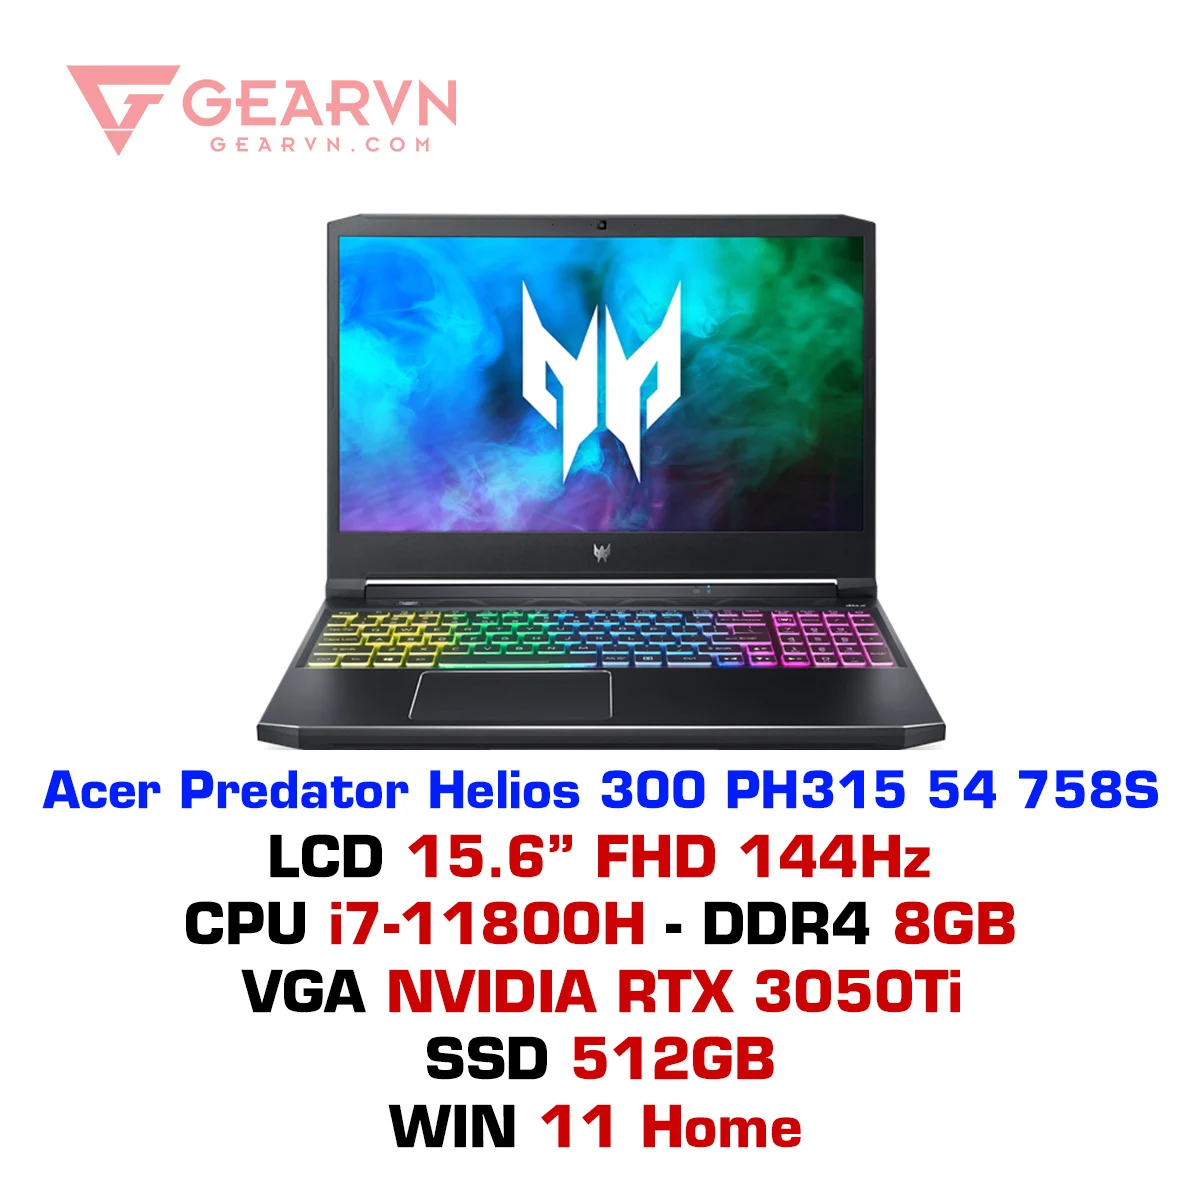 GEARVN
GEARVN.COM
Acer Predator Helios 300 PH315 54 758S
LCD 15.6” FHD 144Hz
CPU i7-11800H - DDR4 8GB
VGA NVIDIA RTX 3050Ti
SSD 512GB
WIN 11 Home